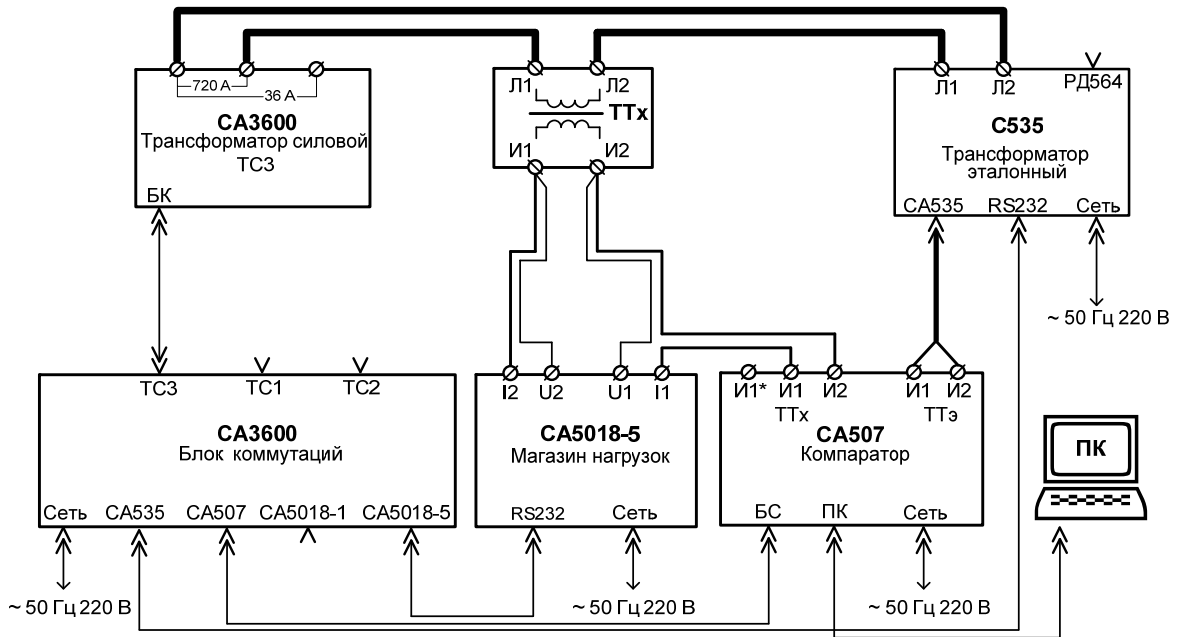 720 А
36 А
СА3600
Трансформатор силовой
ТС3
БК
Л1
Л2
ТТх
И1
И2
Л1
Л2
РД564
С535
Трансформатор
эталонный
СА535
RS232
Сеть
~ 50 Гц 220 В
ТС3
ТС1
ТС2
СА3600
Блок коммутаций
Сеть
СА535
СА507
СА5018-1
СА5018-5
~ 50 Гц 220 В
I2
U2
U1
I1
СА5018-5
Магазин нагрузок
RS232
Сеть
~ 50 Гц 220 В
И1*
И1
И2
И1
И2
ТТх
ТТэ
СА507
Компаратор
БС
ПК
Сеть
~ 50 Гц 220 В
ПК